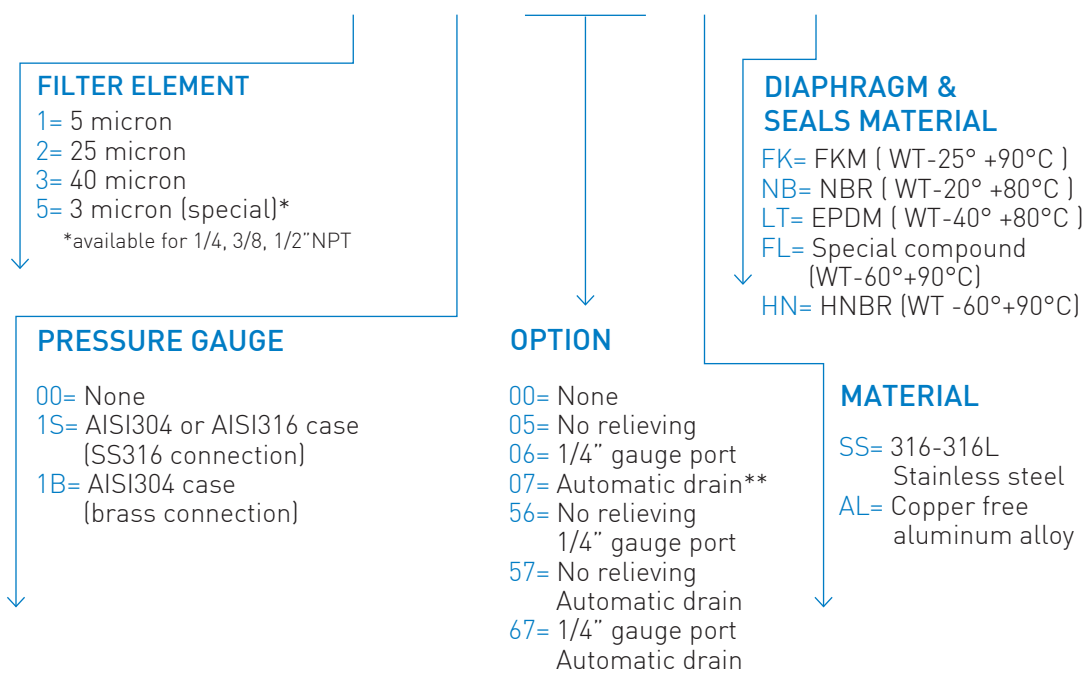 FILTER ELEMENT
1= 5 micron
2= 25 micron
3= 40 micron
5= 3 micron (special)*
*available for 1/4, 3/8, 1/2"NPT
DIAPHRAGM &
SEALS MATERIAL
FK= FKM ( WT-25° +90°C )
NB= NBR ( WT-20° +80°C )
LT= EPDM ( WT-40° +80°C )
FL= Special compound
(WT-60°+90°C)
HN= HNBR (WT -60°+90°C)
PRESSURE GAUGE
00= None
1S= AISI304 or AISI316 case
(SS316 connection)
1B= AISI304 case
(brass connection)
OPTION
00= None
05= No relieving
06= 1/4" gauge port
07= Automatic drain**
56= No relieving
1/4" gauge port
57= No relieving
Automatic drain
67= 1/4" gauge port
Automatic drain
MATERIAL
SS= 316-316L
Stainless steel
AL= Copper free
aluminum alloy